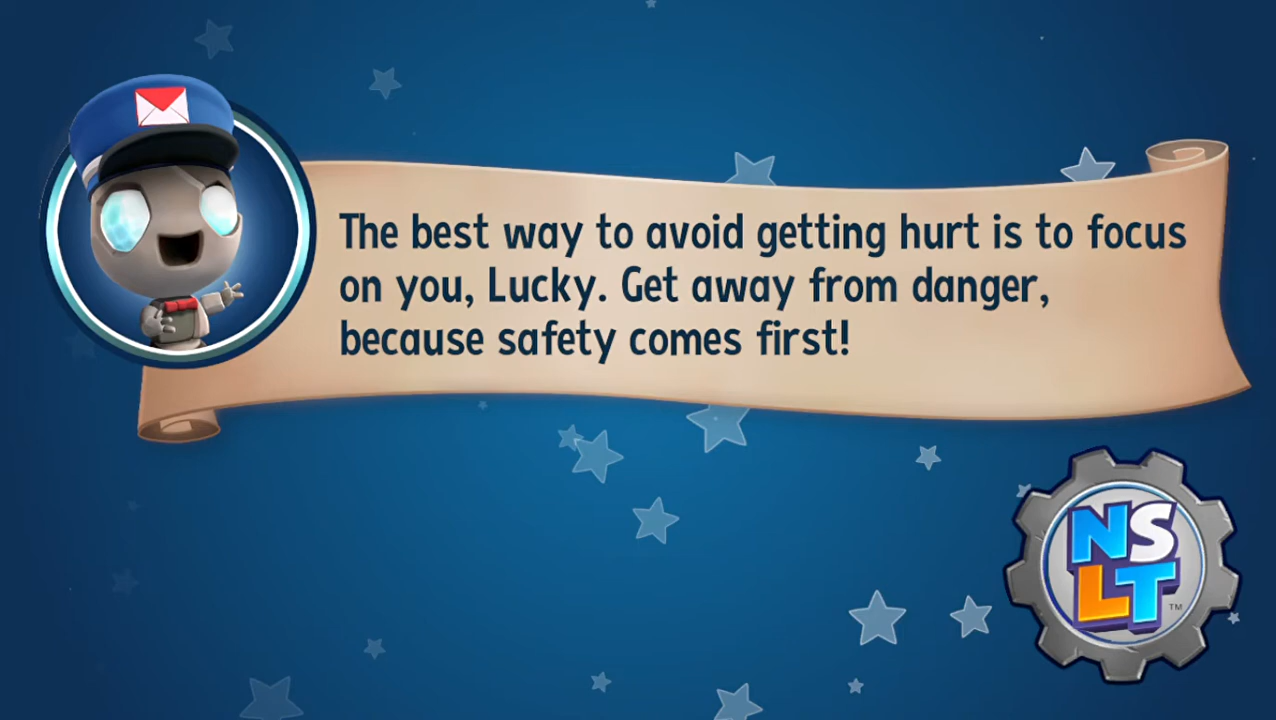 The best way to avoid getting hurt is to focus
on you, Lucky. Get away from danger,
because safety comes first!
NS
LT
TM